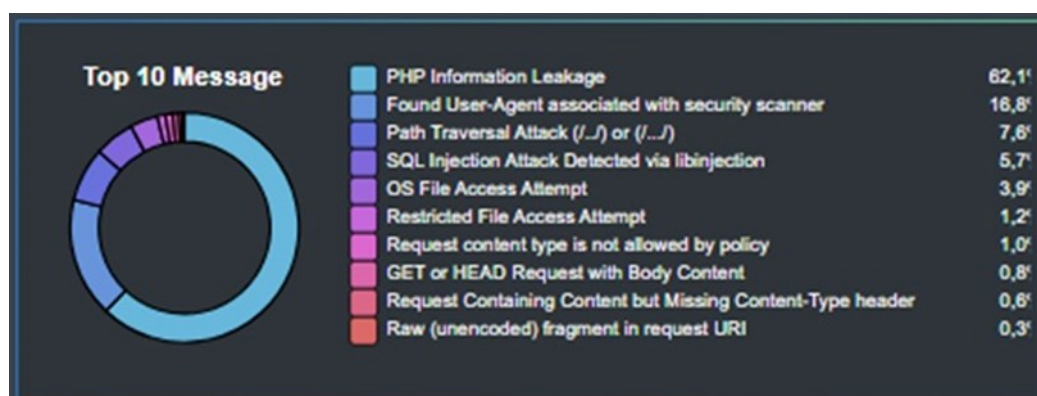 Top 10 Message
PHP Information Leakage 62,1
Found User-Agent associated with security scanner 16,8
Path Traversal Attack (/../) or (/.../) 7,6
SQL Injection Attack Detected via libinjection 5,7
OS File Access Attempt 3,9
Restricted File Access Attempt 1,2
Request content type is not allowed by policy 1,0
GET or HEAD Request with Body Content 0,8
Request Containing Content but Missing Content-Type header 0,6
Raw (unencoded) fragment in request URI 0,3